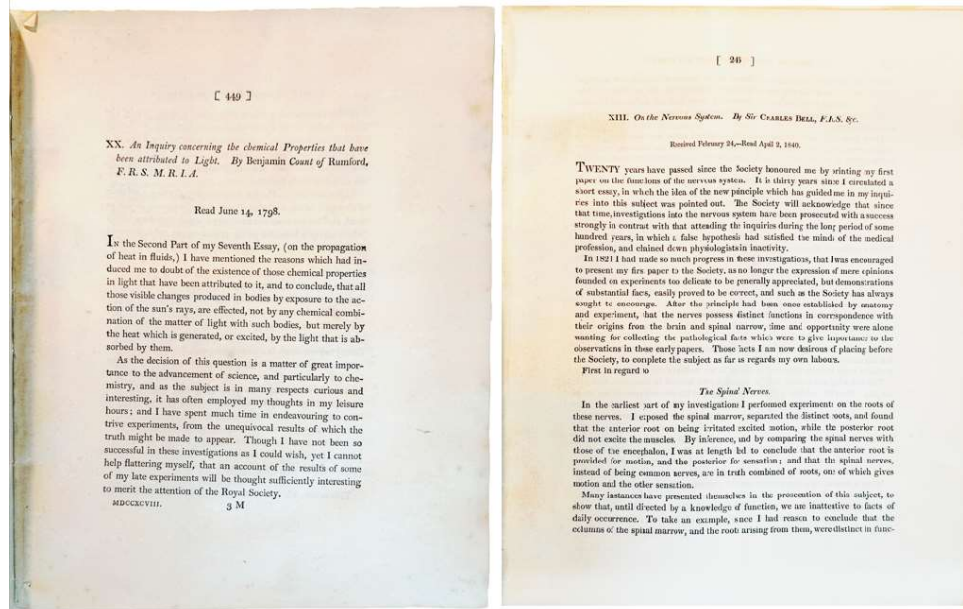 [ 449 ]
XX. An Inquiry concerning the chemical Properties that have
been attributed to Light. By Benjamin Count of Rumford,
F. R. S. M. R. I. A.
Read June 14, 1798.
In the Second Part of my Seventh Essay, (on the propagation
of heat in fluids,) I have mentioned the reasons which had in-
duced me to doubt of the existence of those chemical properties
in light that have been attributed to it, and to conclude, that all
those visible changes produced in bodies by exposure to the ac-
tion of the sun's rays, are effected, not by any chemical combi-
nation of the matter of light with such bodies, but merely by
the heat which is generated, or excited, by the light that is ab-
sorbed by them.
As the decision of this question is a matter of great impor-
tance to the advancement of science, and particularly to che-
mistry, and as the subject is in many respects curious and
interesting, it has often employed my thoughts in my leisure
hours; and I have spent much time in endeavouring to con-
trive experiments, from the unequivocal results of which the
truth might be made to appear. Though I have not been so
successful in these investigations as I could wish, yet I cannot
help flattering myself, that an account of the results of some
of my late experiments will be thought sufficiently interesting
to merit the attention of the Royal Society.
MDCCXCVIII. 3 M
[ 26 ]
XIII. On the Nervous System. By Sir CHARLES BELL, F.R.S. &c.
Received February 24,—Read April 2, 1840.
TWENTY years have passed since the Society honoured me by printing my first
paper on the functions of the nervous system. It is thirty years since I circulated a
short essay, in which the idea of the new principle which has guided me in my inqui-
ries into this subject was pointed out. The Society will acknowledge that since
that time, investigations into the nervous system have been prosecuted with a success
strongly in contrast with that attending the inquiries during the long period of some
hundred years, in which a false hypothesis had satisfied the minds of the medical
profession, and chained down physiologists in inactivity.
In 1821 I had made so much progress in these investigations, that I was encouraged
to present my first paper to the Society, as no longer the expression of mere opinions
founded on experiments too delicate to be generally appreciated, but demonstrations
of substantial facts, easily proved to be correct, and such as the Society has always
sought to encourage. After the principle had been once established by anatomy
and experiment, that the nerves possess distinct functions in correspondence with
their origins from the brain and spinal marrow, time and opportunity were alone
wanting for collecting the pathological facts which were to give importance to the
observations in these early papers. Those facts I am now desirous of placing before
the Society, to complete the subject as far as regards my own labours.
First in regard to
The Spinal Nerves.
In the earliest part of my investigations I performed experiments on the roots of
these nerves. I exposed the spinal marrow, separated the distinct roots, and found
that the anterior root on being irritated excited motion, while the posterior root
did not excite the muscles. By inference, and by comparing the spinal nerves with
those of the encephalon, I was at length led to conclude that the anterior root is
provided for motion, and the posterior for sensation; and that the spinal nerves,
instead of being common nerves, are in truth combined of roots, one of which gives
motion and the other sensation.
Many instances have presented themselves in the prosecution of this subject, to
show that, until directed by a knowledge of function, we are inattentive to facts of
daily occurrence. To take an example, since I had reason to conclude that the
columns of the spinal marrow, and the roots arising from them, were distinct in func-